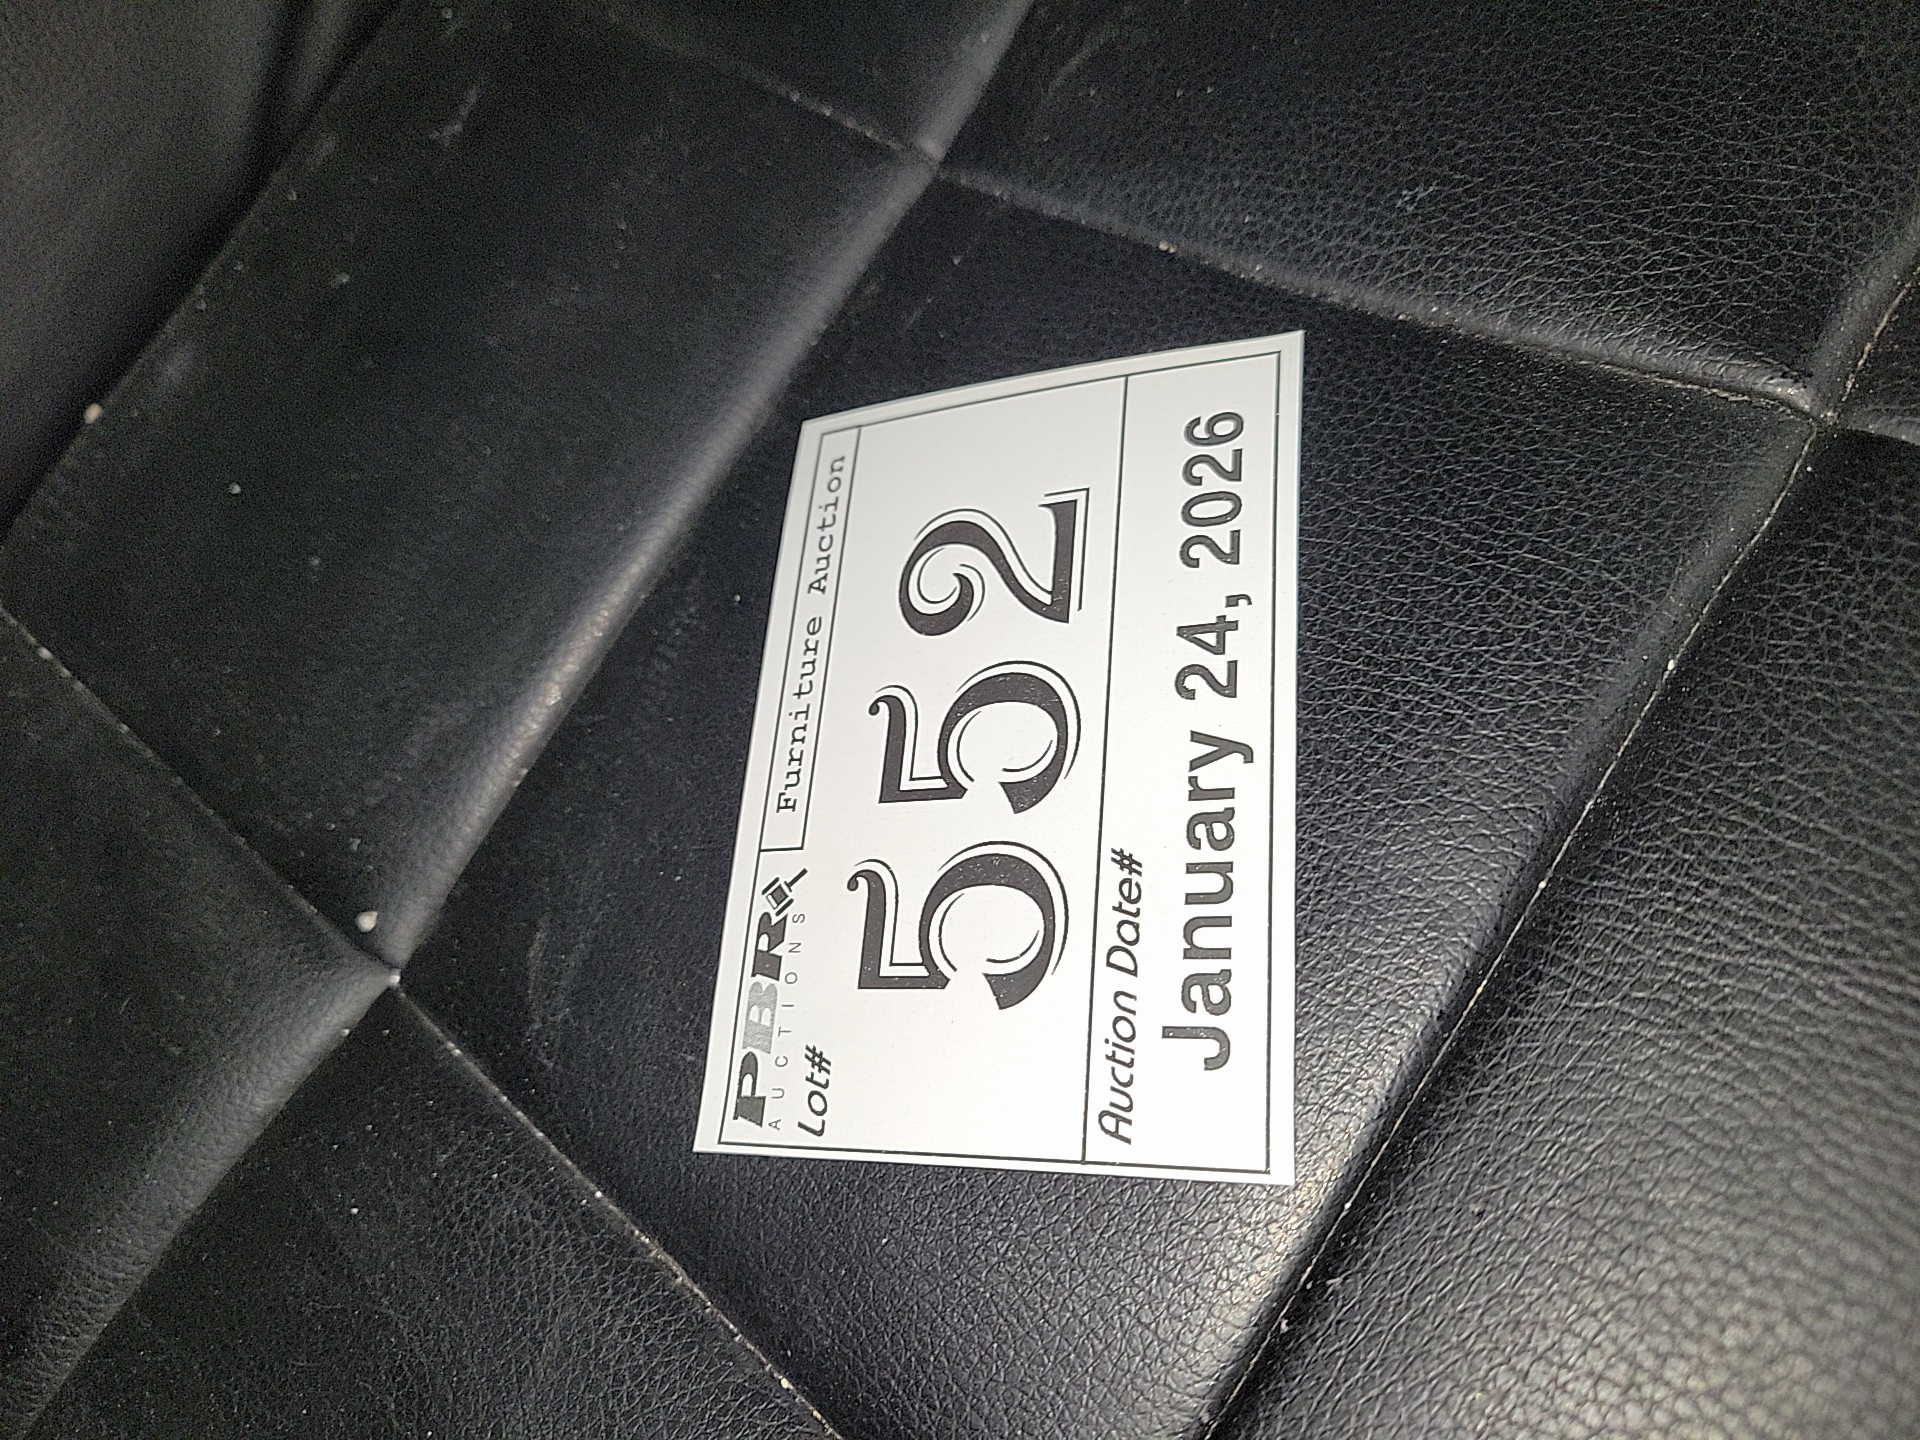 PBR Furniture Auction
AUCTIONS
Lot#
552
Auction Date#
January 24, 2026